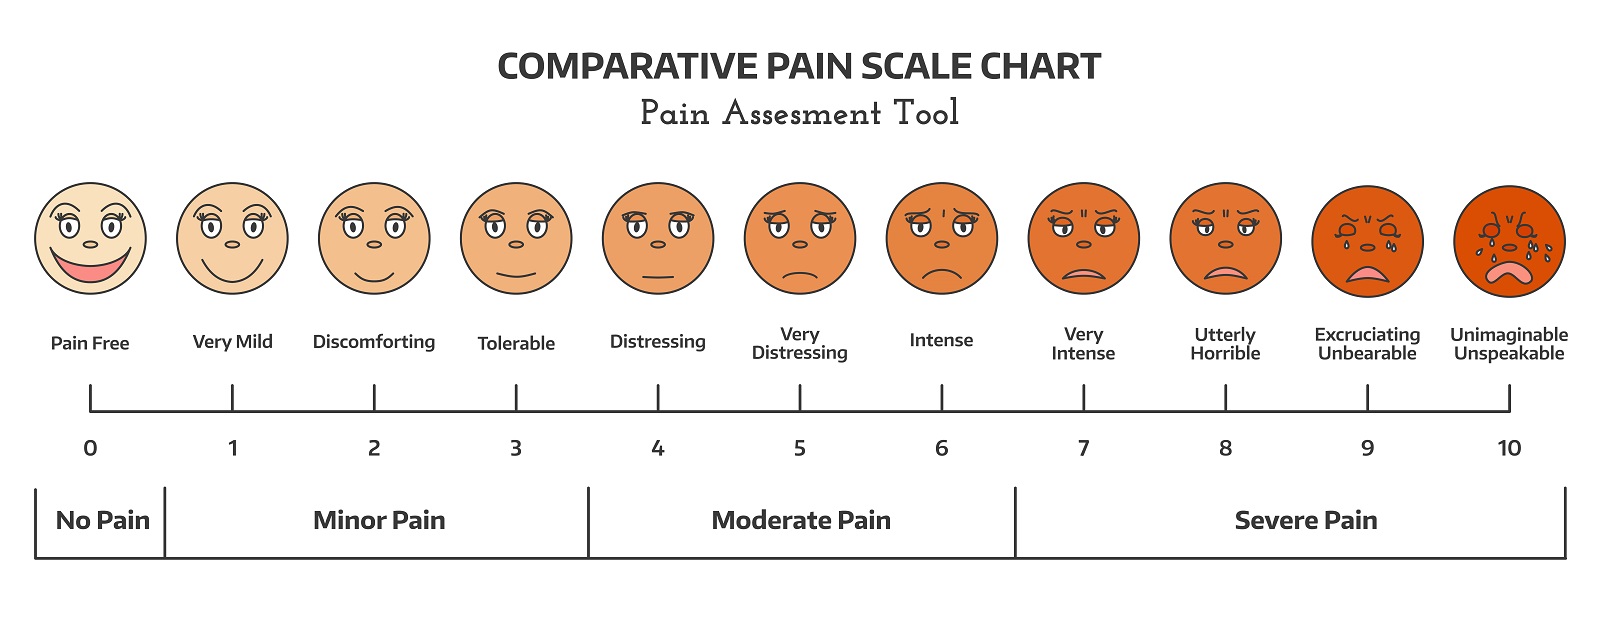 COMPARATIVE PAIN SCALE CHART
Pain Assesment Tool
Pain Free
Very Mild
Discomforting
Tolerable
Distressing
Very
Distressing
Intense
Very
Intense
Utterly
Horrible
Excruciating
Unbearable
Unimaginable
Unspeakable
0 1 2 3 4 5 6 7 8 9 10
No Pain
Minor Pain
Moderate Pain
Severe Pain